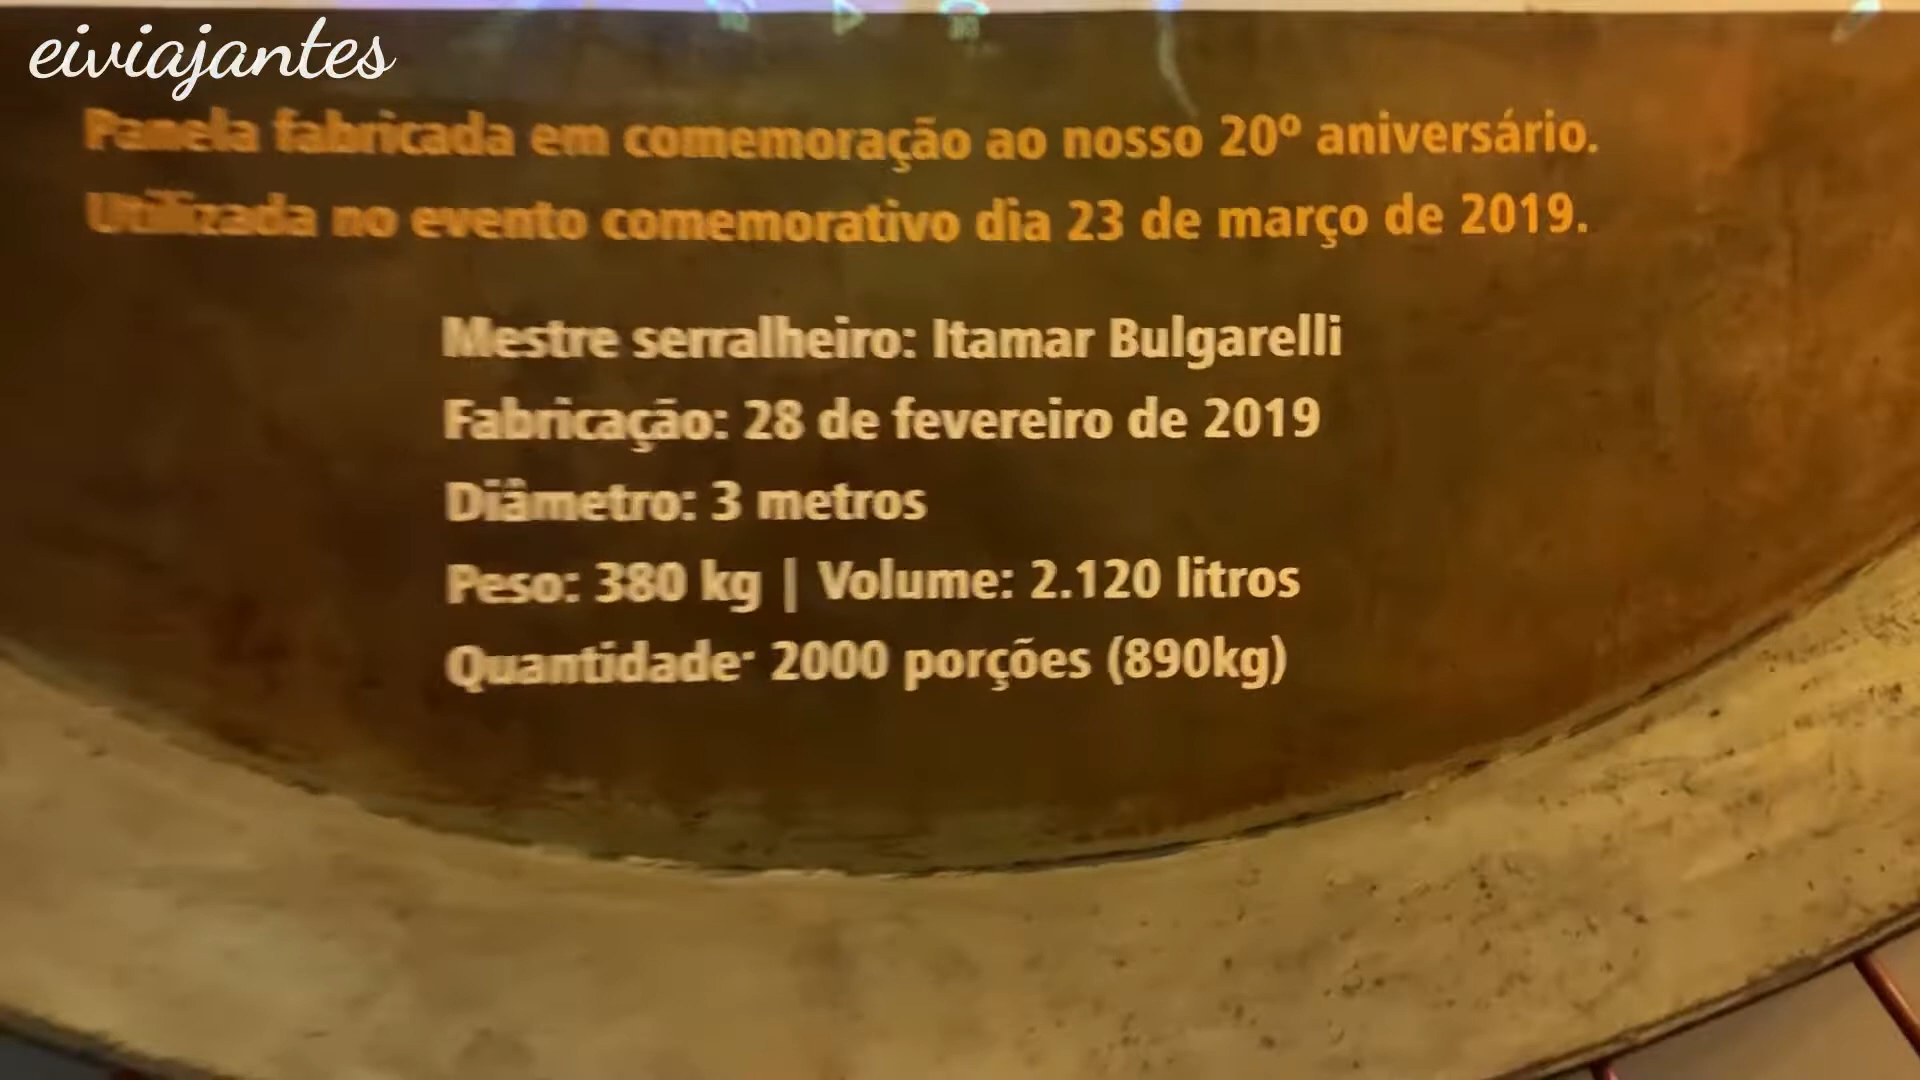 eiviajantes
Panela fabricada em comemoração ao nosso 20º aniversário.
Utilizada no evento comemorativo dia 23 de março de 2019.
Mestre serralheiro: Itamar Bulgarelli
Fabricação: 28 de fevereiro de 2019
Diâmetro: 3 metros
Peso: 380 kg | Volume: 2.120 litros
Quantidade: 2000 porções (890kg)